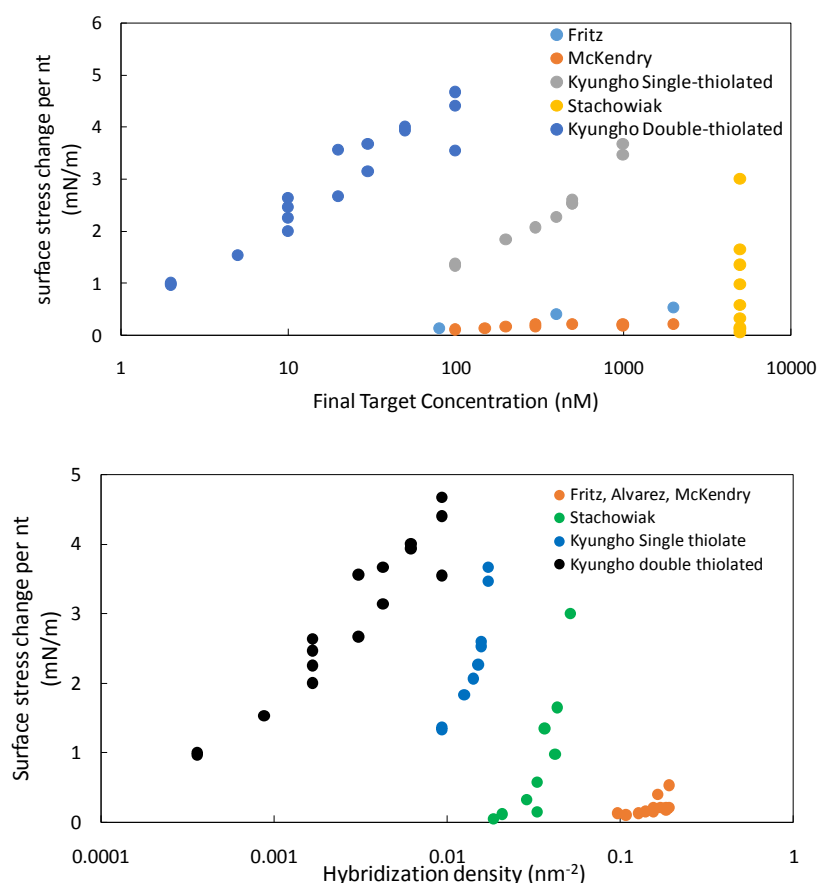 6
5
4
3
2
1
0
surface stress change per nt
(mN/m)
Fritz
McKendry
Kyungho Single-thiolated
Stachowiak
Kyungho Double-thiolated
1 10 100 1000 10000
Final Target Concentration (nM)
5
4
3
2
1
0
Surface stress change per nt
(mN/m)
Fritz, Alvarez, McKendry
Stachowiak
Kyungho Single thiolate
Kyungho double thiolated
0.0001 0.001 0.01 0.1 1
Hybridization density (nm-2)